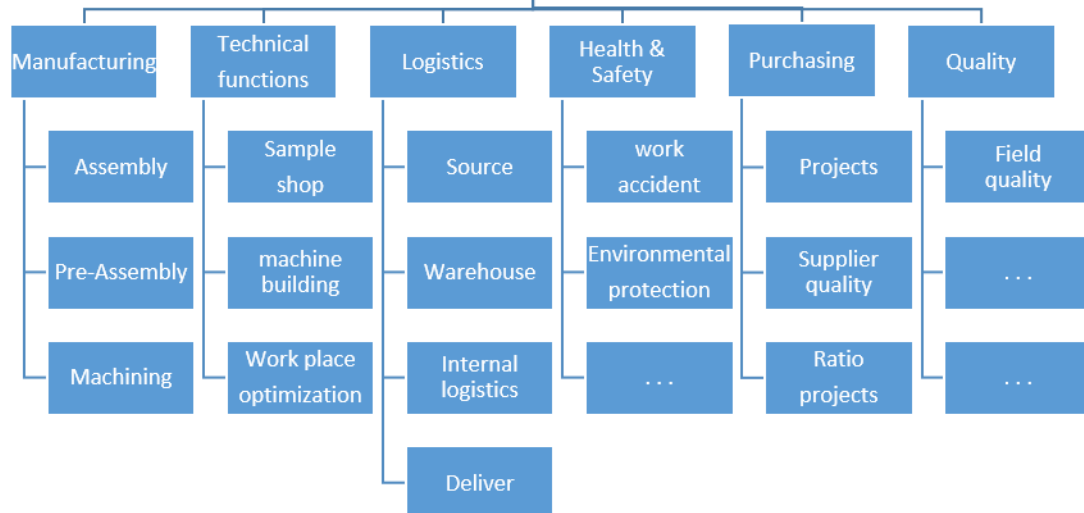 Manufacturing
Technical
functions
Logistics
Health &
Safety
Purchasing
Quality
Assembly
Pre-Assembly
Machining
Sample
shop
machine
building
Work place
optimization
Source
Warehouse
Internal
logistics
Deliver
work
accident
Environmental
protection
. . .
Projects
Supplier
quality
Ratio
projects
Field
quality
. . .
. . .